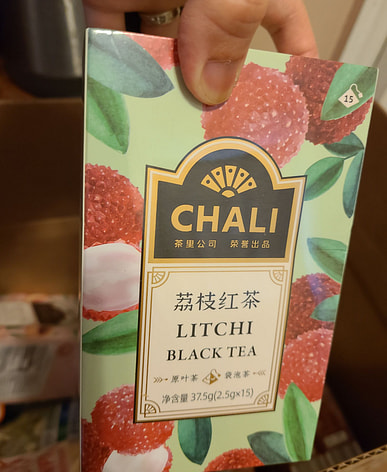 15
CHALI
茶里公司 荣誉出品
荔枝红茶
LITCHI
BLACK TEA
原叶茶 袋泡茶
净含量 37.5g(2.5g×15)